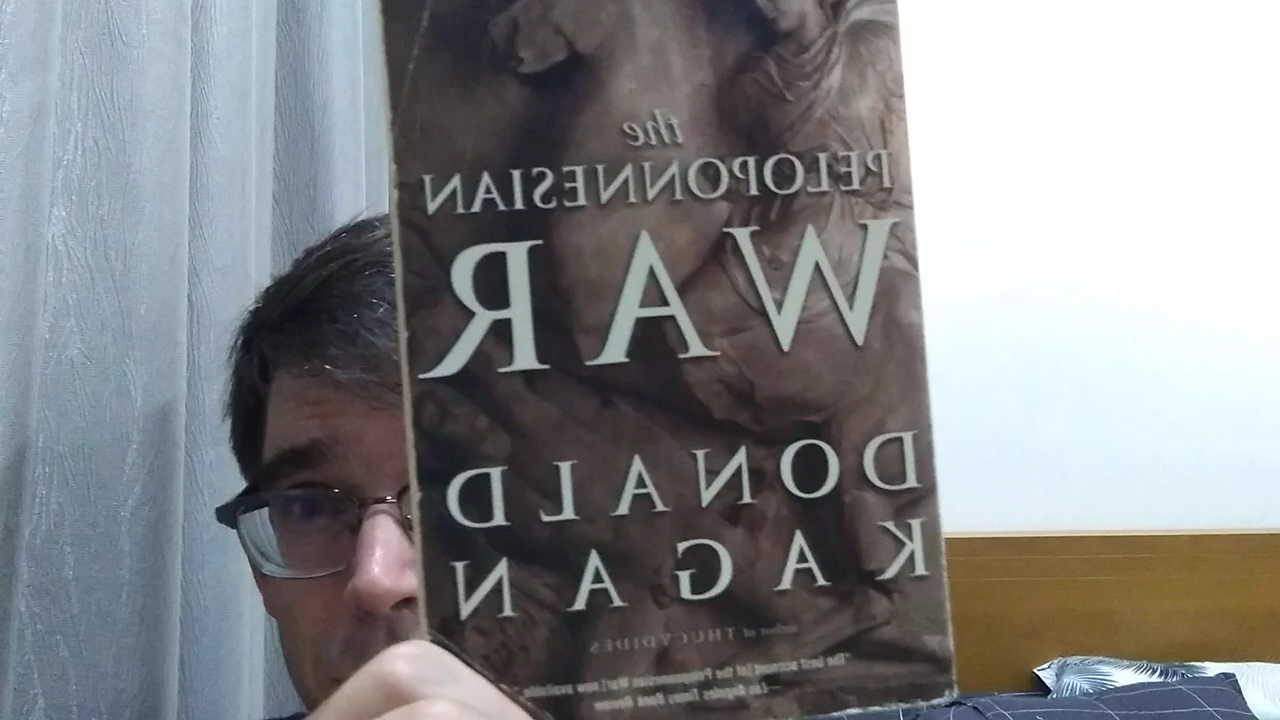 the
PELOPONNESIAN
WAR
DONALD
KAGAN
author of THUCYDIDES
"The best account [of the Peloponnesian War] now available."
—Los Angeles Times Book Review